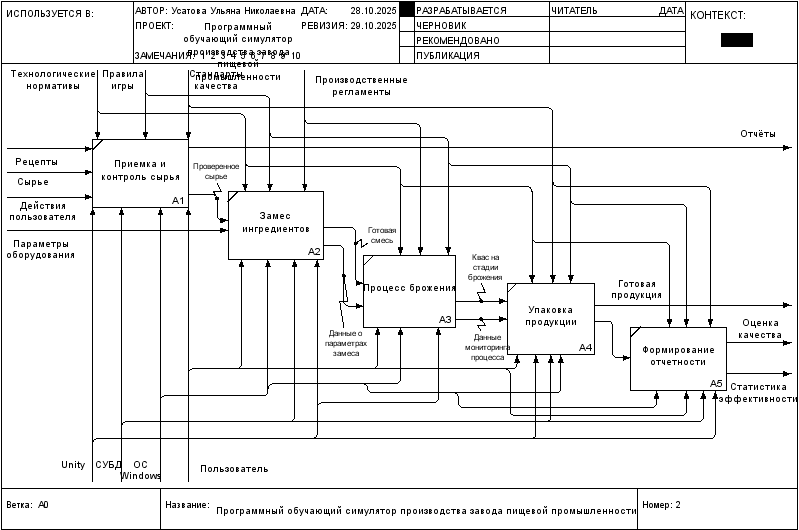 ИСПОЛЬЗУЕТСЯ В:
АВТОР: Усатова Ульяна Николаевна
ДАТА: 28.10.2025
ПРОЕКТ: Программный
обучающий симулятор
производства завода
пищевой
промышленности
РЕВИЗИЯ: 29.10.2025
ЗАМЕЧАНИЯ: 1 2 3 4 5 6 7 8 9 10
РАЗРАБАТЫВАЕТСЯ
ЧЕРНОВИК
РЕКОМЕНДОВАНО
ПУБЛИКАЦИЯ
ЧИТАТЕЛЬ
ДАТА
КОНТЕКСТ:
Технологические
нормативы
Правила
игры
Стандарты
качества
Производственные
регламенты
Отчёты
Рецепты
Сырье
Действия
пользователя
Параметры
оборудования
Приемка и
контроль сырья
A1
Проверенное
сырье
Замес
ингредиентов
A2
Готовая
смесь
Данные о
параметрах
замеса
Процесс брожения
A3
Квас на
стадии
брожения
Данные
мониторинга
процесса
Упаковка
продукции
A4
Готовая
продукция
Формирование
отчетности
A5
Оценка
качества
Статистика
эффективности
Unity
СУБД
ОС
Windows
Пользователь
Ветка: A0
Название: Программный обучающий симулятор производства завода пищевой промышленности
Номер: 2